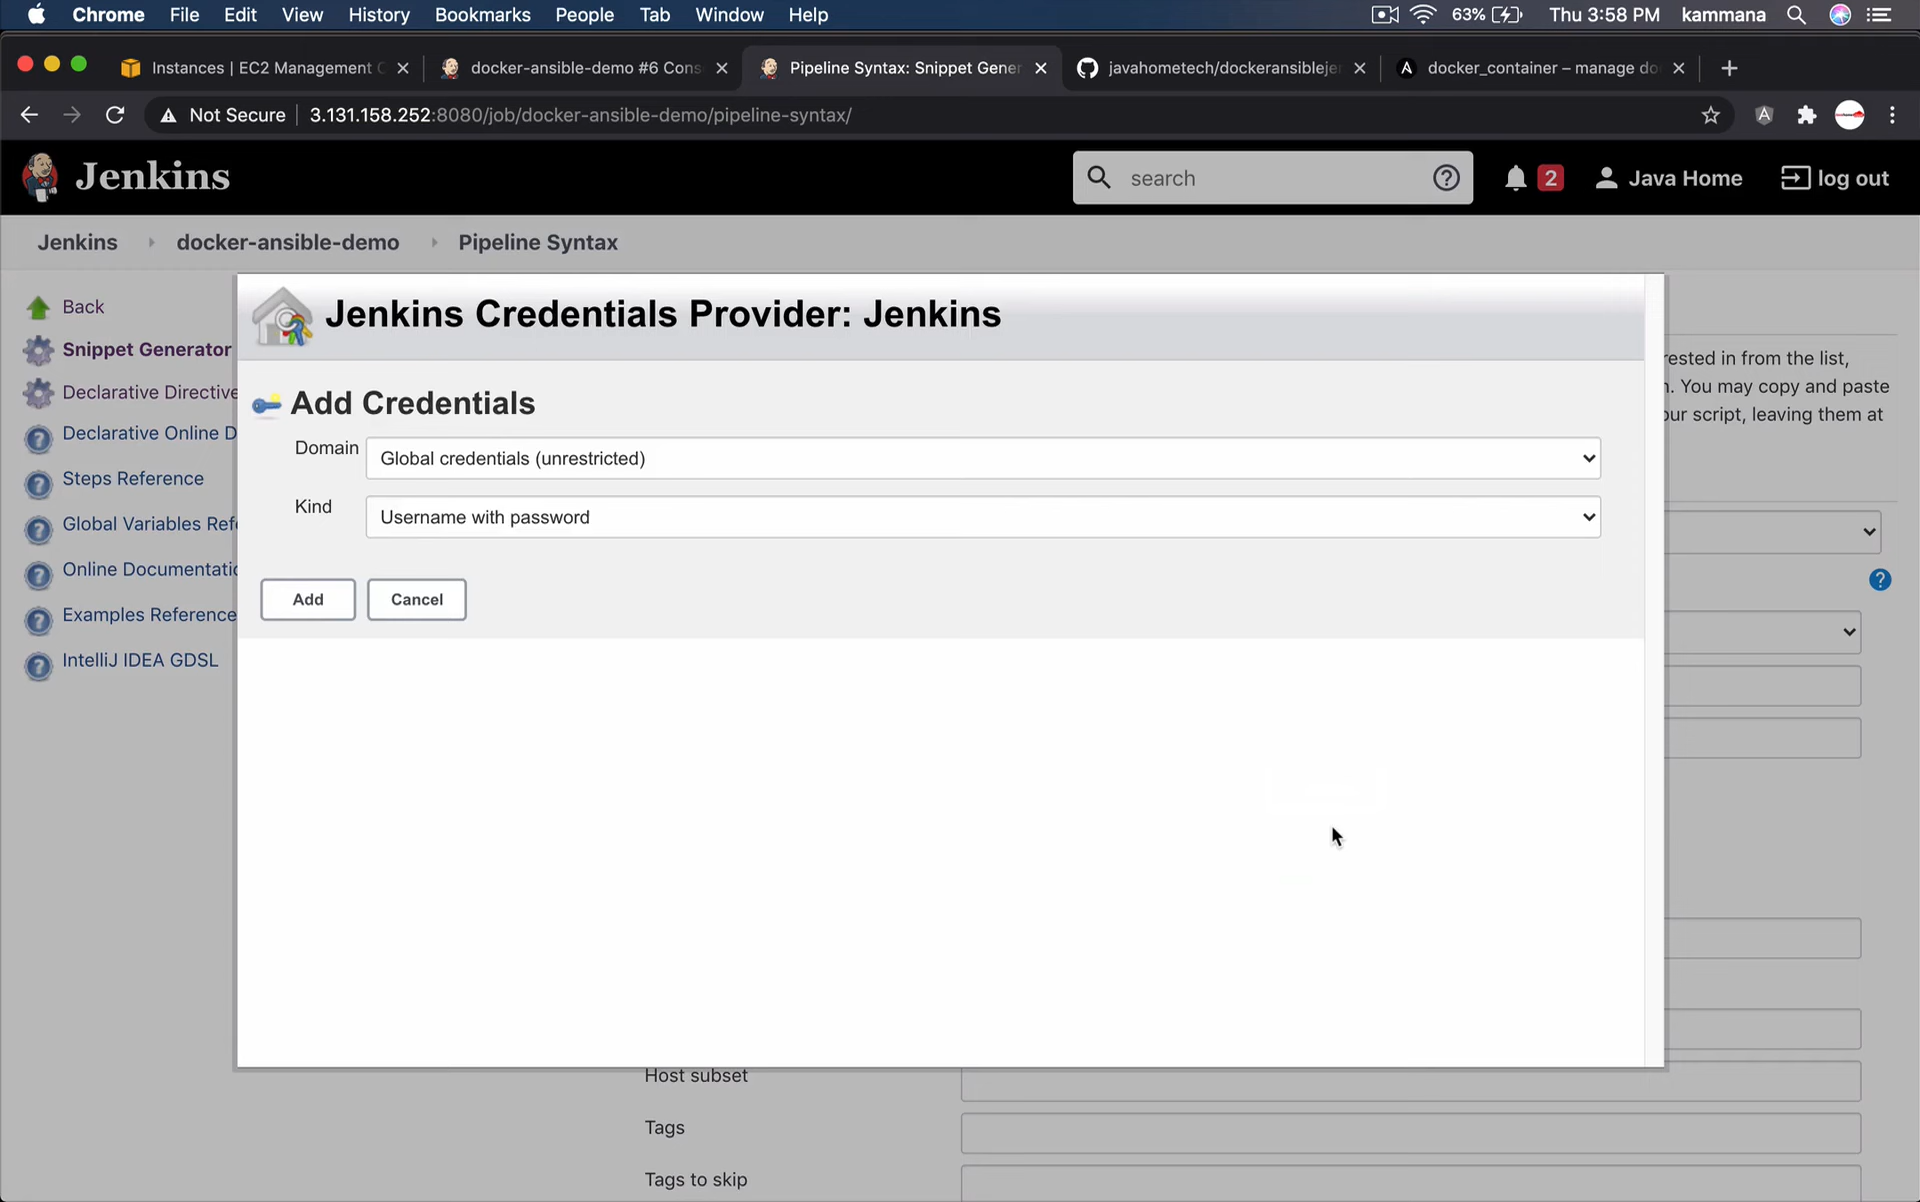 Chrome File Edit View History Bookmarks People Tab Window Help 63% Thu 3:58 PM kammana
Instances | EC2 Management C
docker-ansible-demo #6 Cons
Pipeline Syntax: Snippet Gener
javahometech/dockeransiblejen
docker_container – manage do
Not Secure 3.131.158.252:8080/job/docker-ansible-demo/pipeline-syntax/
Jenkins
search
2
Java Home
log out
Jenkins docker-ansible-demo Pipeline Syntax
Back
Snippet Generator
Declarative Directive
Declarative Online D
Steps Reference
Global Variables Ref
Online Documentatio
Examples Reference
IntelliJ IDEA GDSL
Jenkins Credentials Provider: Jenkins
Add Credentials
Domain Global credentials (unrestricted)
Kind Username with password
Add Cancel
rested in from the list,
n. You may copy and paste
our script, leaving them at
Host subset
Tags
Tags to skip